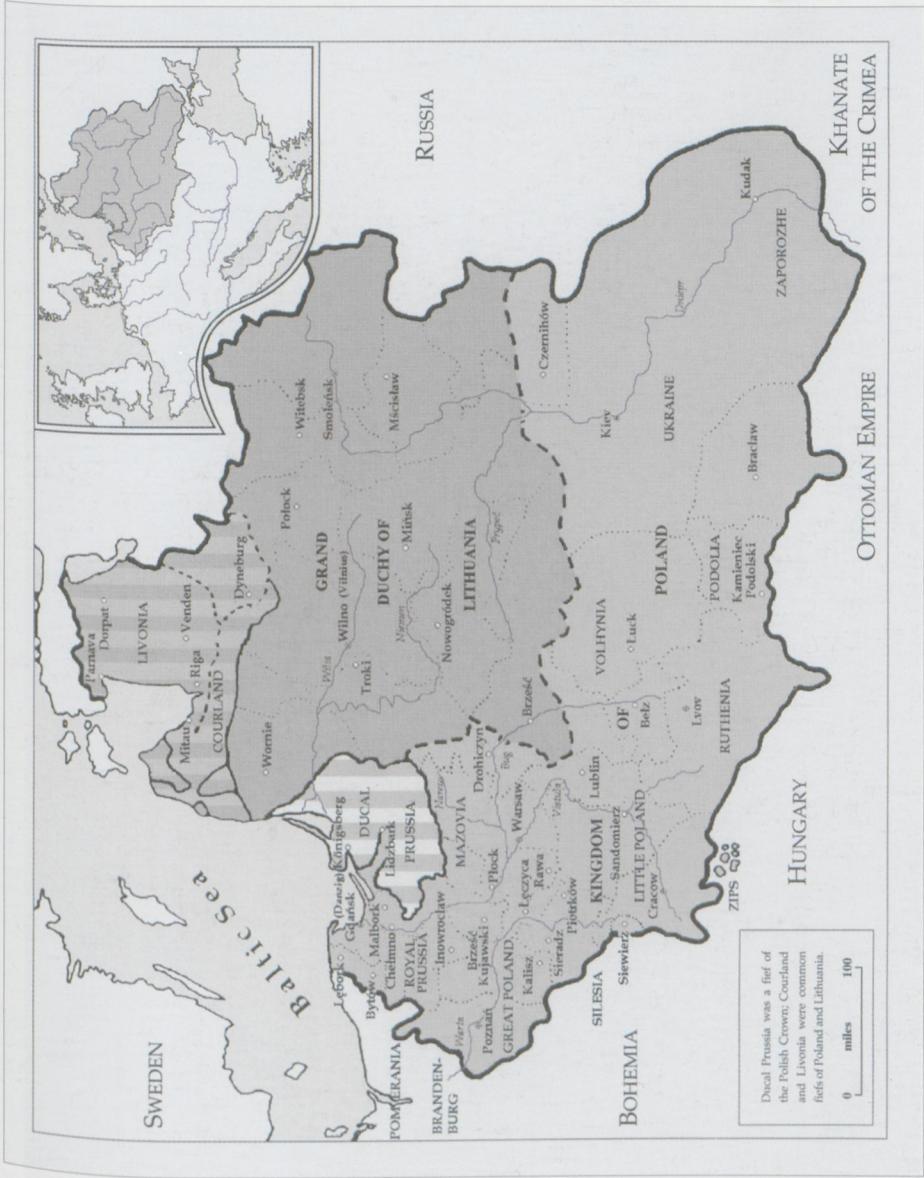 SWEDEN
Baltic Sea
RUSSIA
KHANATE
OF THE CRIMEA
OTTOMAN EMPIRE
HUNGARY
BOHEMIA
SILESIA
BRANDEN-
BURG
POMERANIA
ZIPS
Parnava
Dorpat
LIVONIA
Venden
Riga
Mitau
COURLAND
Dyneburg
Wornie
Połock
Witebsk
Smoleńsk
Mścisław
GRAND
DUCHY OF
LITHUANIA
Wilno (Vilnius)
Wilia
Troki
Mińsk
Niemen
Nowogródek
Prypeć
Brześć
Czernihów
Kiev
Dniepr
UKRAINE
Kudak
ZAPOROZHE
Bracław
PODOLIA
Kamieniec
Podolski
VOLHYNIA
Łuck
KINGDOM
OF
POLAND
Bełz
Lvov
RUTHENIA
Lublin
Sandomierz
LITTLE POLAND
Cracow
Siewierz
Drohiczyn
Bug
Narew
MAZOVIA
Warsaw
Vistula
Płock
Rawa
Łęczyca
Piotrków
Sieradz
Kalisz
GREAT POLAND
Poznań
Warta
Brześć
Kujawski
Inowrocław
ROYAL
PRUSSIA
Chełmno
Malbork
Bytów
Lębork
(Danzig)
Gdańsk
Königsberg
DUCAL
PRUSSIA
Lidzbark
Ducal Prussia was a fief of
the Polish Crown; Courland
and Livonia were common
fiefs of Poland and Lithuania.
0 miles 100